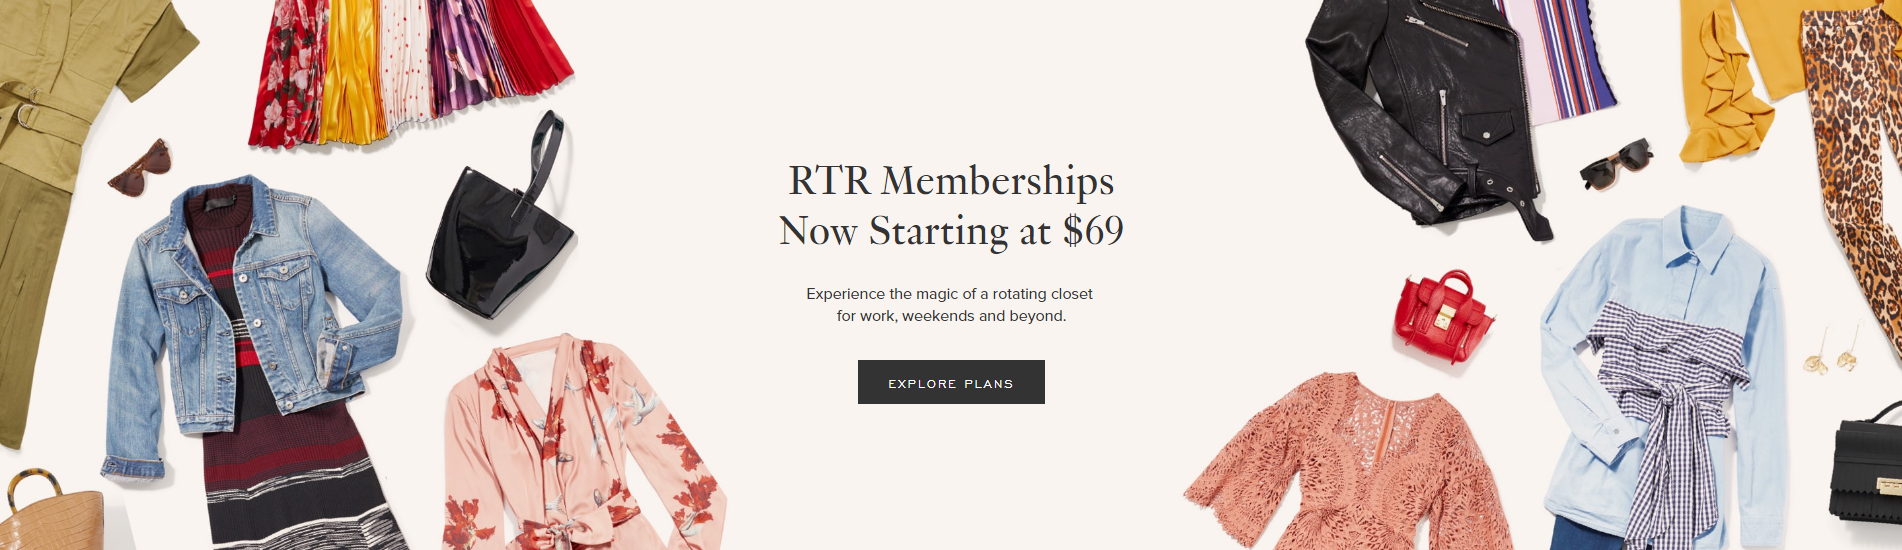 RTR Memberships
Now Starting at $69
Experience the magic of a rotating closet
for work, weekends and beyond.
EXPLORE PLANS